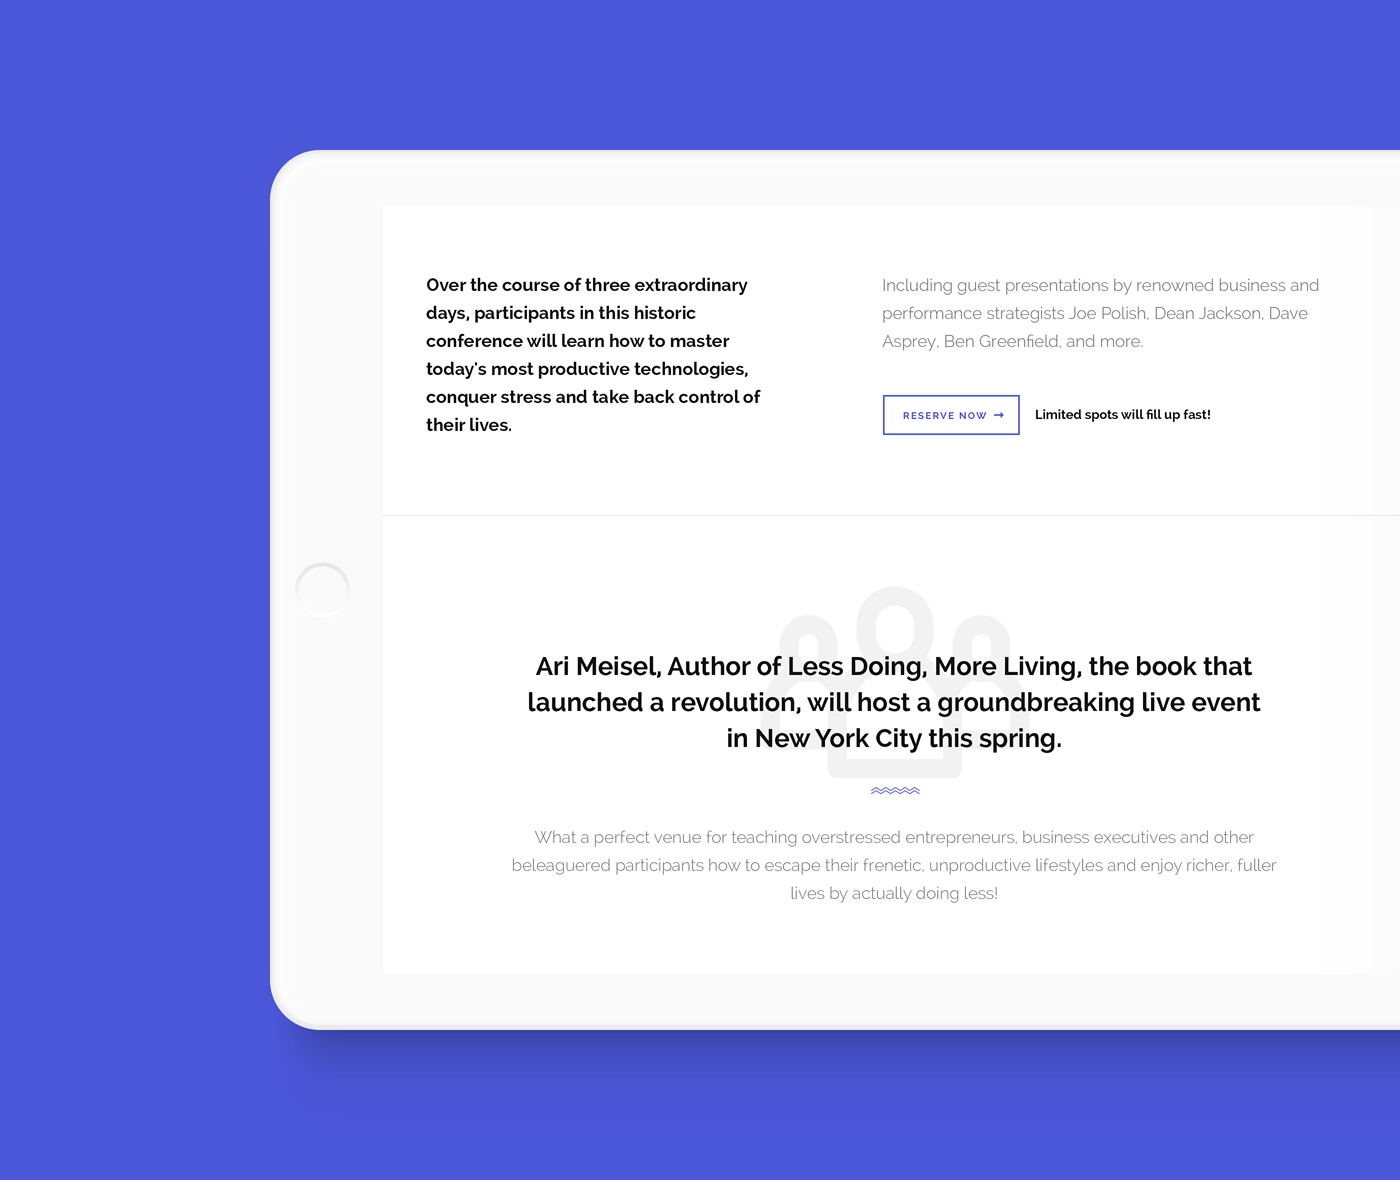 Over the course of three extraordinary
days, participants in this historic
conference will learn how to master
today's most productive technologies,
conquer stress and take back control of
their lives.
Including guest presentations by renowned business and
performance strategists Joe Polish, Dean Jackson, Dave
Asprey, Ben Greenfield, and more.
RESERVE NOW →
Limited spots will fill up fast!
Ari Meisel, Author of Less Doing, More Living, the book that
launched a revolution, will host a groundbreaking live event
in New York City this spring.
What a perfect venue for teaching overstressed entrepreneurs, business executives and other
beleaguered participants how to escape their frenetic, unproductive lifestyles and enjoy richer, fuller
lives by actually doing less!